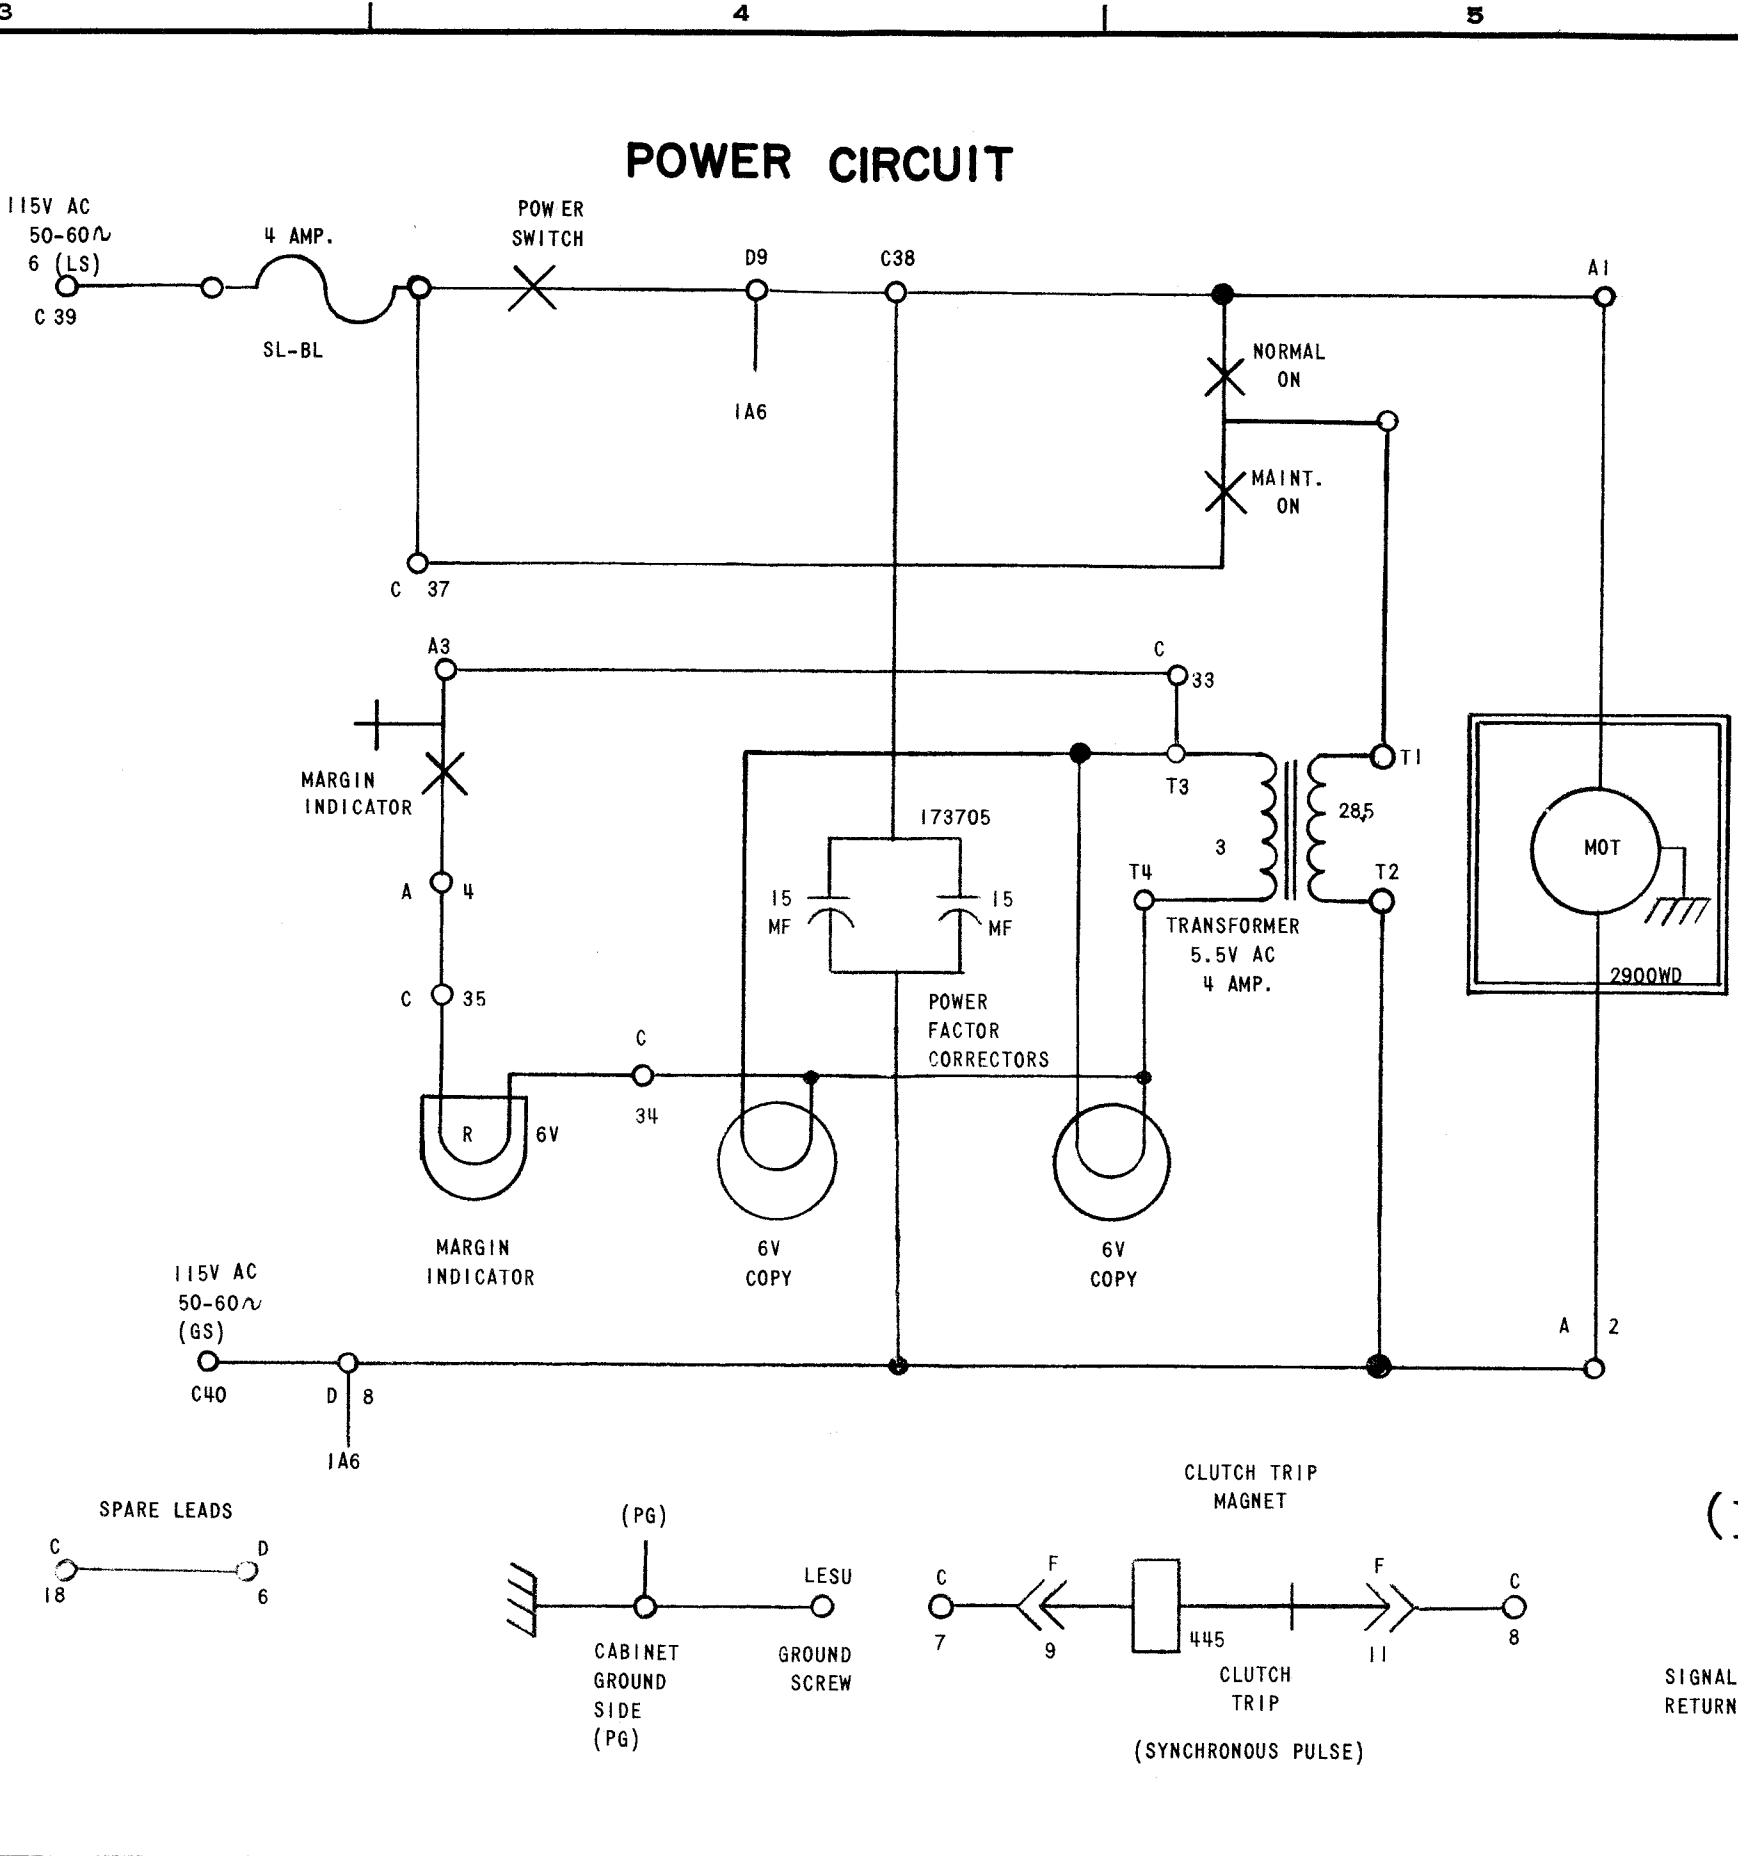 3
4
5
POWER CIRCUIT
115V AC
50-60∿
6 (LS)
C 39
4 AMP.
SL-BL
POWER
SWITCH
D9
1A6
C38
A1
NORMAL
ON
MAINT.
ON
C 37
A3
C
33
MARGIN
INDICATOR
T3
T1
173705
3
285
MOT
A 4
15
MF
15
MF
T4
T2
TRANSFORMER
5.5V AC
4 AMP.
2900WD
C 35
POWER
FACTOR
CORRECTORS
C
34
R
6V
MARGIN
INDICATOR
6V
COPY
6V
COPY
115V AC
50-60∿
(GS)
C40
D 8
1A6
A 2
SPARE LEADS
C
18
D
6
(PG)
LESU
CABINET
GROUND
SIDE
(PG)
GROUND
SCREW
CLUTCH TRIP
MAGNET
C
7
F
9
445
CLUTCH
TRIP
F
11
C
8
(SYNCHRONOUS PULSE)
SIGNAL
RETURN